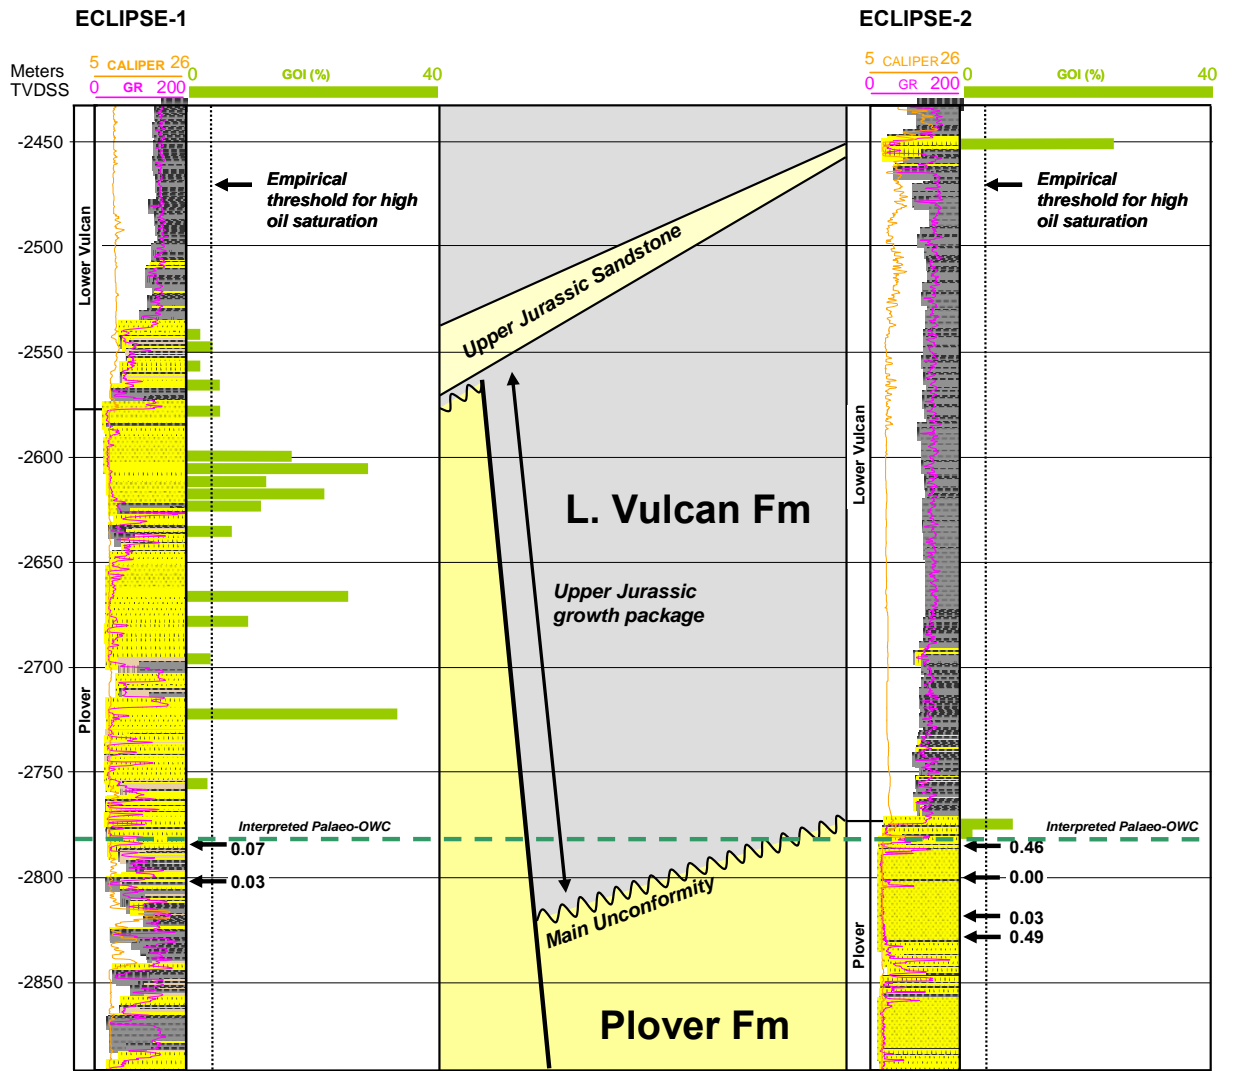 ECLIPSE-1
ECLIPSE-2
Meters
TVDSS
5 CALIPER 26
0 GR 200
0 GOI (%) 40
5 CALIPER 26
0 GR 200
0 GOI (%) 40
-2450
-2500
-2550
-2600
-2650
-2700
-2750
-2800
-2850
Lower Vulcan
Plover
Empirical
threshold for high
oil saturation
Upper Jurassic Sandstone
L. Vulcan Fm
Upper Jurassic
growth package
Main Unconformity
Plover Fm
Interpreted Palaeo-OWC
0.07
0.03
Lower Vulcan
Plover
Empirical
threshold for high
oil saturation
Interpreted Palaeo-OWC
0.46
0.00
0.03
0.49